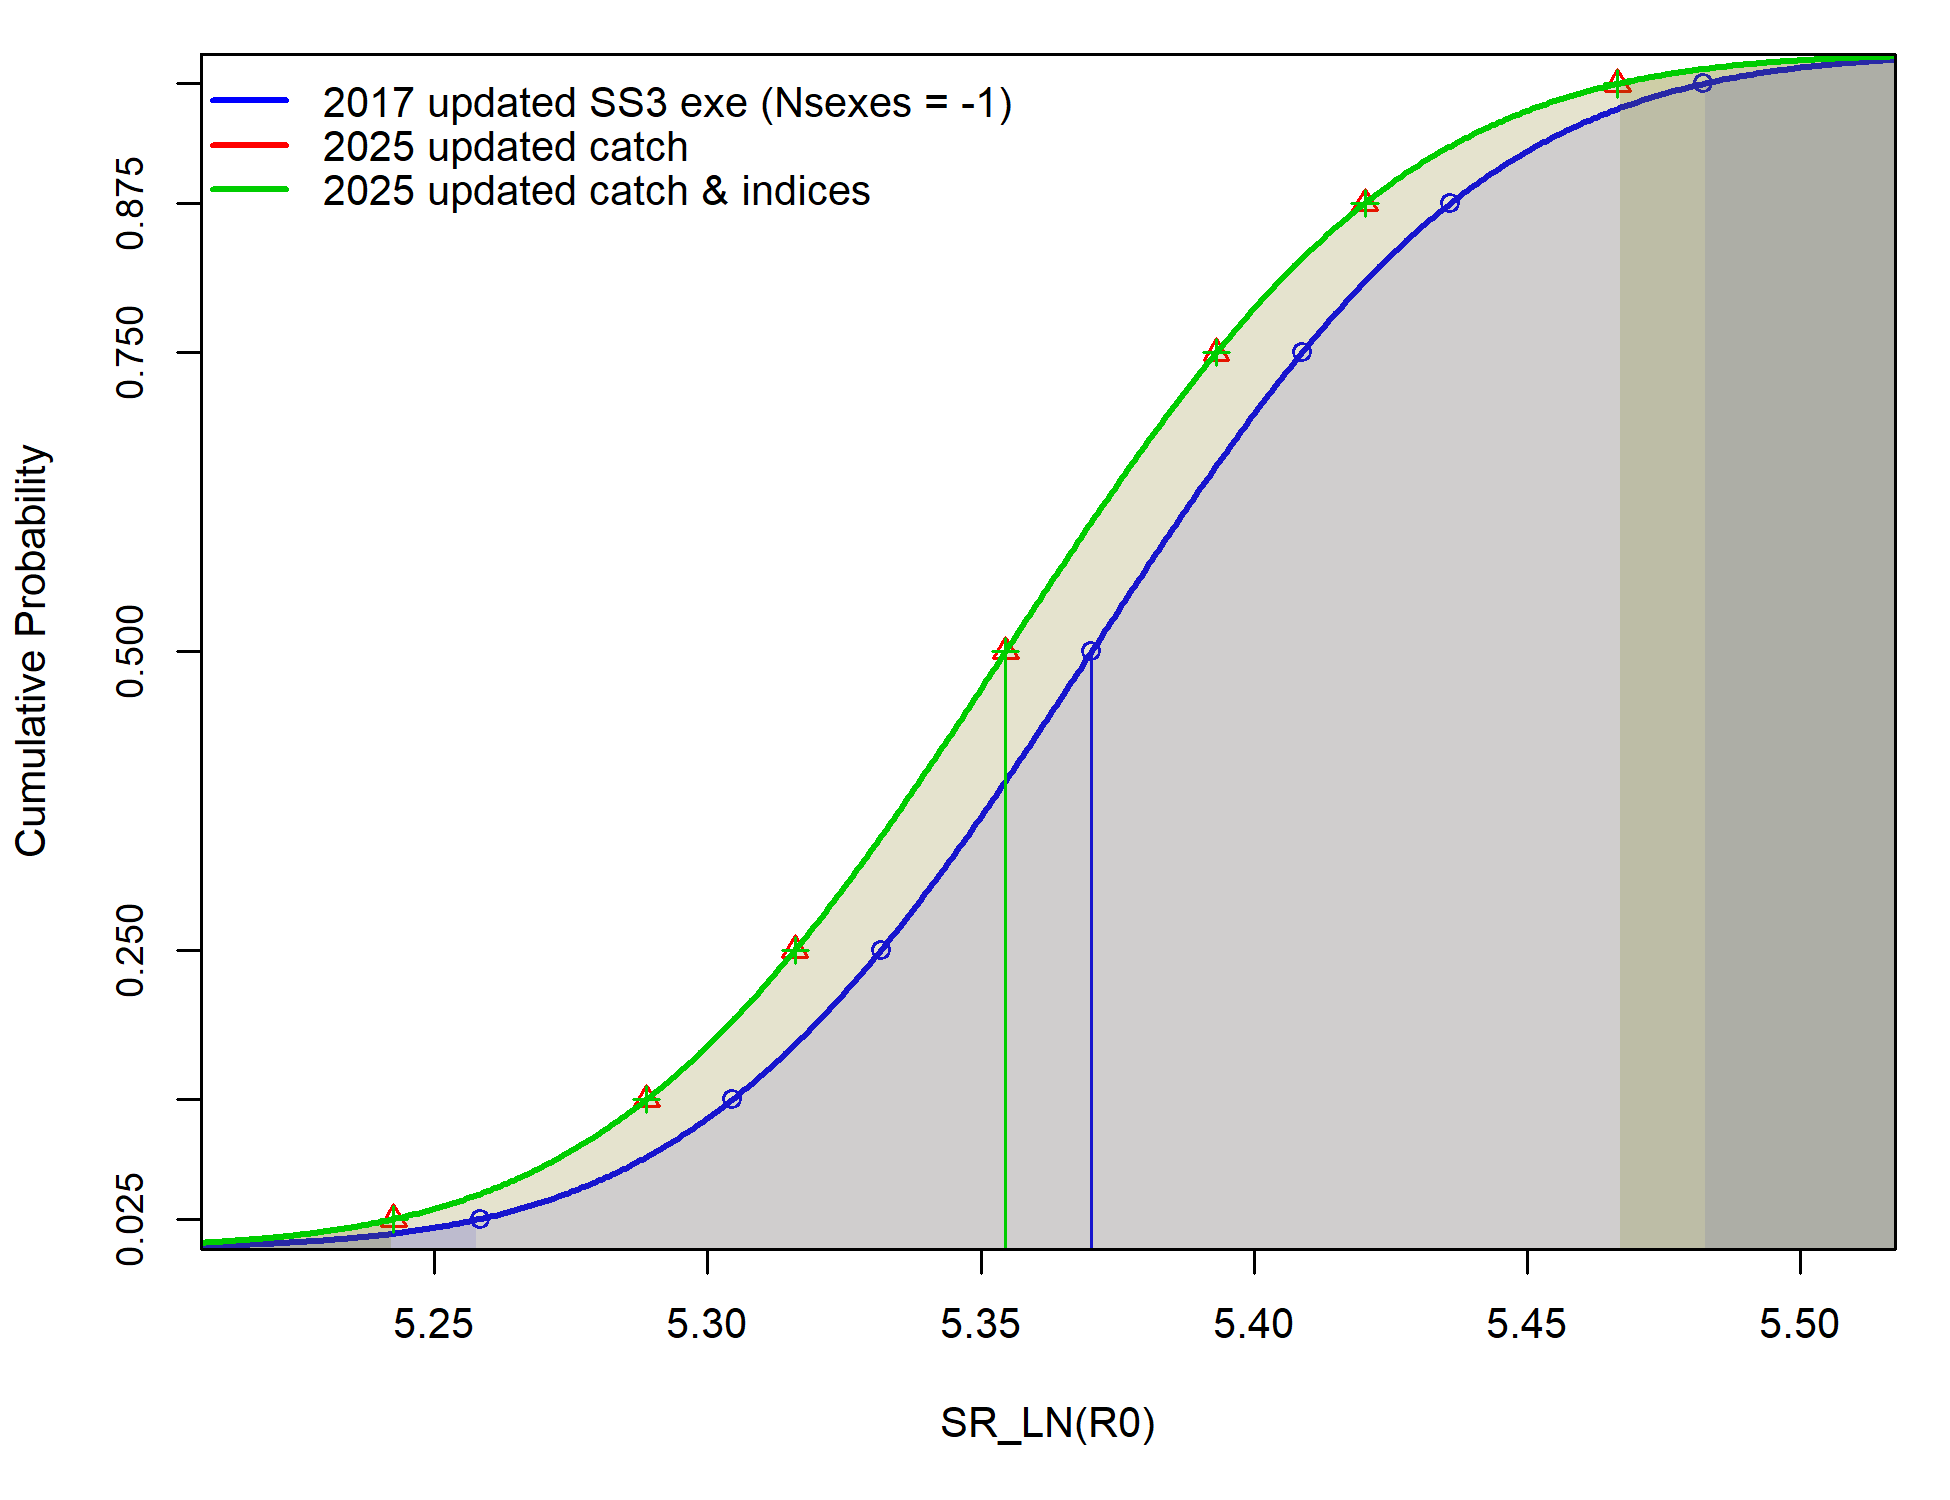 2017 updated SS3 exe (Nsexes = -1)
2025 updated catch
2025 updated catch & indices
Cumulative Probability
0.875
0.750
0.500
0.250
0.025
5.25 5.30 5.35 5.40 5.45 5.50
SR_LN(R0)